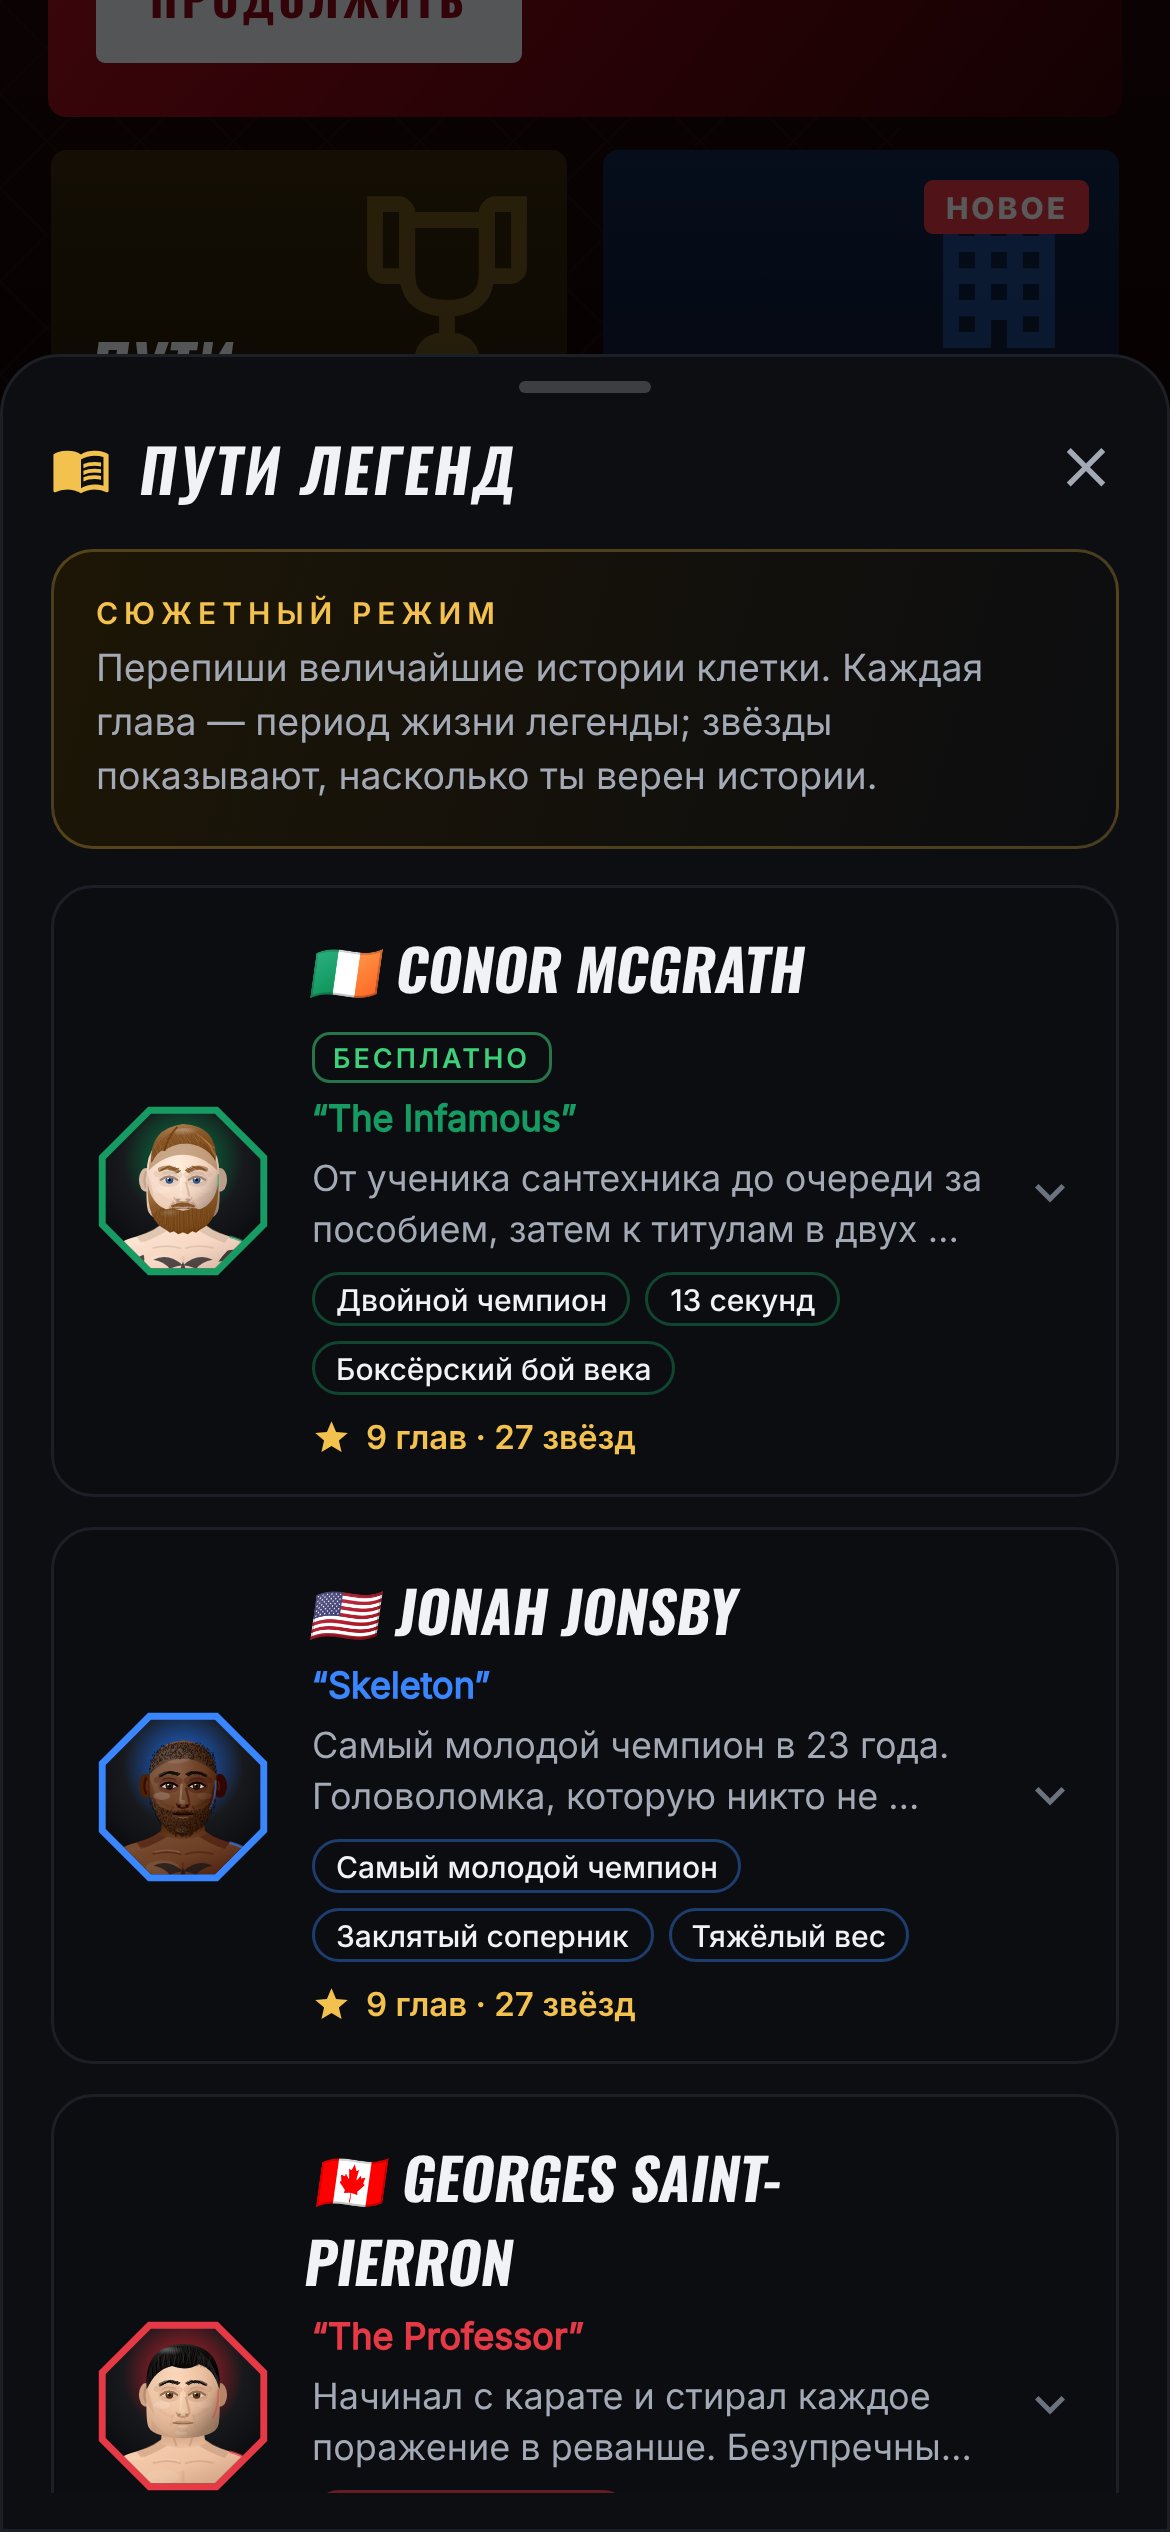 ПРОДОЛЖИТЬ
НОВОЕ
ПУТИ
ПУТИ ЛЕГЕНД
СЮЖЕТНЫЙ РЕЖИМ
Перепиши величайшие истории клетки. Каждая
глава — период жизни легенды; звёзды
показывают, насколько ты верен истории.
CONOR MCGRATH
БЕСПЛАТНО
“The Infamous”
От ученика сантехника до очереди за
пособием, затем к титулам в двух ...
Двойной чемпион
13 секунд
Боксёрский бой века
9 глав · 27 звёзд
JONAH JONSBY
“Skeleton”
Самый молодой чемпион в 23 года.
Головоломка, которую никто не ...
Самый молодой чемпион
Заклятый соперник
Тяжёлый вес
9 глав · 27 звёзд
GEORGES SAINT-
PIERRON
“The Professor”
Начинал с карате и стирал каждое
поражение в реванше. Безупречны...